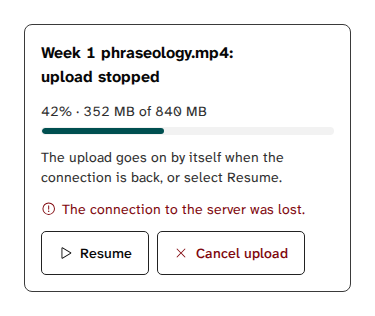 Week 1 phraseology.mp4:
upload stopped
42% · 352 MB of 840 MB
The upload goes on by itself when the
connection is back, or select Resume.
The connection to the server was lost.
Resume
Cancel upload